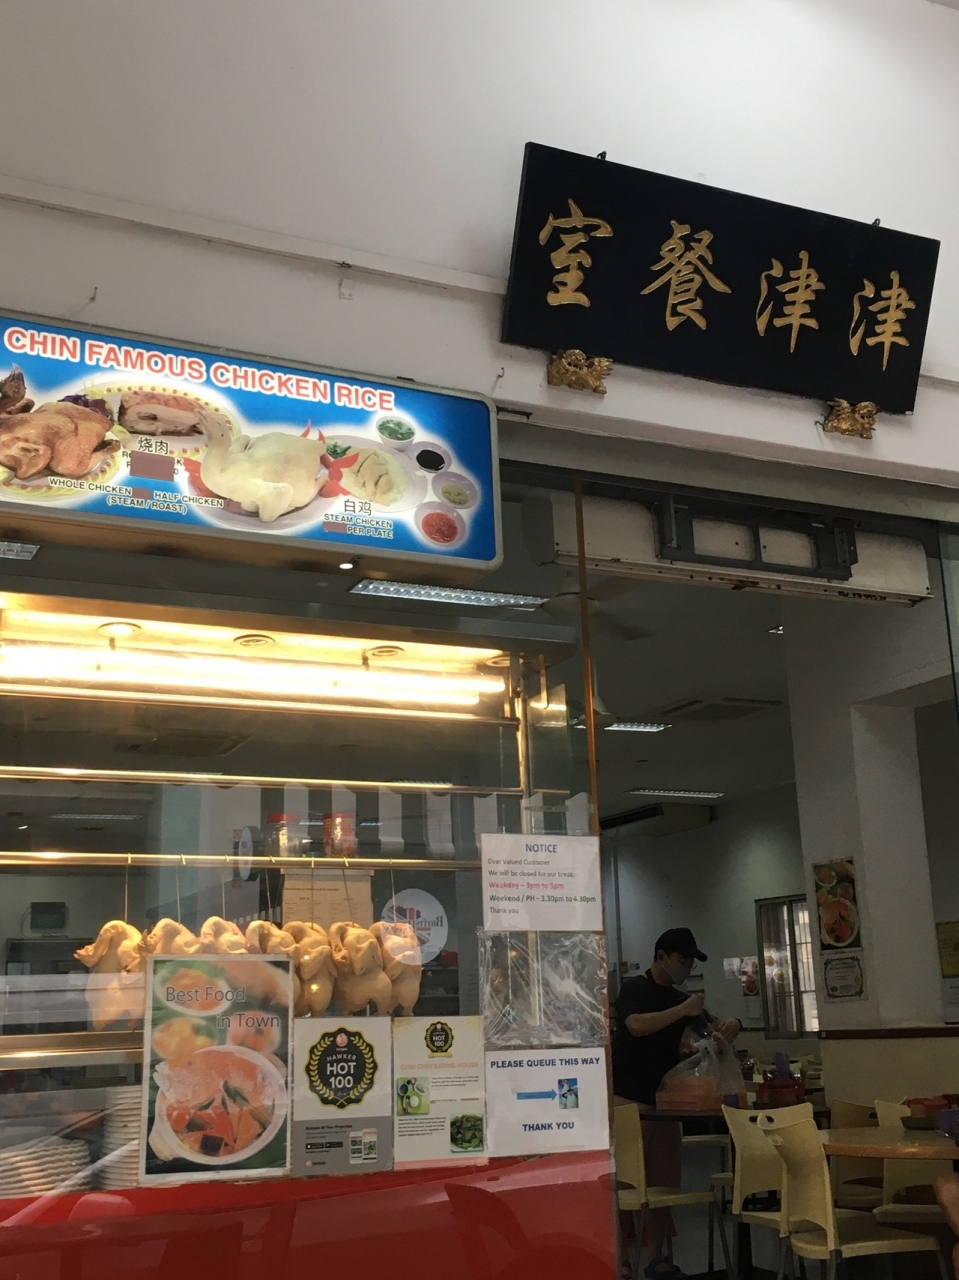 室餐津津
CHIN FAMOUS CHICKEN RICE
烧肉
WHOLE CHICKEN HALF CHICKEN
(STEAM / ROAST)
白鸡
STEAM CHICKEN
PER PLATE
NOTICE
Dear Valued Customer
We will be closed for our break:
Weekday – 3pm to 5pm
Weekend / PH – 3.30pm to 4.30pm
Thank you
Best Food
in Town
HAWKER
HOT
100
HOT
100
PLEASE QUEUE THIS WAY
THANK YOU